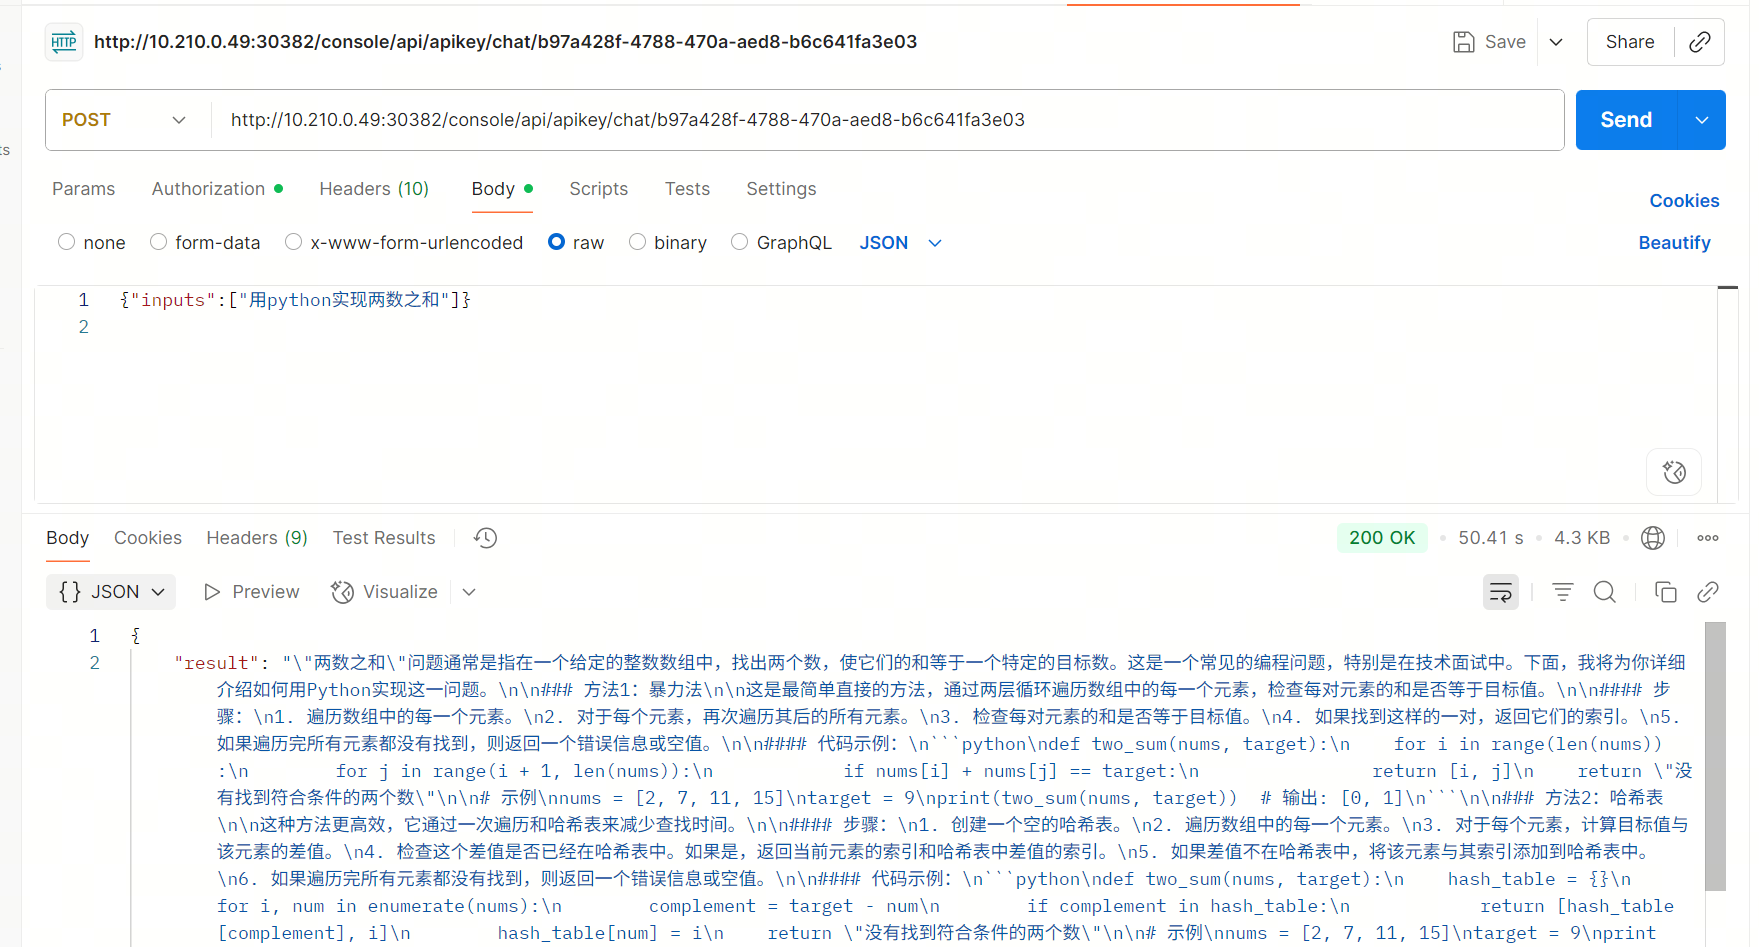 HTTP http://10.210.0.49:30382/console/api/apikey/chat/b97a428f-4788-470a-aed8-b6c641fa3e03 Save Share
POST http://10.210.0.49:30382/console/api/apikey/chat/b97a428f-4788-470a-aed8-b6c641fa3e03 Send
ts
Params Authorization Headers (10) Body Scripts Tests Settings
Cookies
none form-data x-www-form-urlencoded raw binary GraphQL JSON Beautify
1 {"inputs":["用python实现两数之和"]}
2
Body Cookies Headers (9) Test Results 200 OK 50.41 s 4.3 KB
{} JSON Preview Visualize
1 {
2 "result": "\"两数之和\"问题通常是指在一个给定的整数数组中，找出两个数，使它们的和等于一个特定的目标数。这是一个常见的编程问题，特别是在技术面试中。下面，我将为你详细
介绍如何用Python实现这一问题。\n\n### 方法1：暴力法\n\n这是最简单直接的方法，通过两层循环遍历数组中的每一个元素，检查每对元素的和是否等于目标值。\n\n#### 步
骤：\n1. 遍历数组中的每一个元素。\n2. 对于每个元素，再次遍历其后的所有元素。\n3. 检查每对元素的和是否等于目标值。\n4. 如果找到这样的一对，返回它们的索引。\n5.
如果遍历完所有元素都没有找到，则返回一个错误信息或空值。\n\n#### 代码示例：\n```python\ndef two_sum(nums, target):\n    for i in range(len(nums))
:\n        for j in range(i + 1, len(nums)):\n            if nums[i] + nums[j] == target:\n                return [i, j]\n    return \"没
有找到符合条件的两个数\"\n\n# 示例\nnums = [2, 7, 11, 15]\ntarget = 9\nprint(two_sum(nums, target))  # 输出: [0, 1]\n```\n\n### 方法2：哈希表
\n\n这种方法更高效，它通过一次遍历和哈希表来减少查找时间。\n\n#### 步骤：\n1. 创建一个空的哈希表。\n2. 遍历数组中的每一个元素。\n3. 对于每个元素，计算目标值与
该元素的差值。\n4. 检查这个差值是否已经在哈希表中。如果是，返回当前元素的索引和哈希表中差值的索引。\n5. 如果差值不在哈希表中，将该元素与其索引添加到哈希表中。
\n6. 如果遍历完所有元素都没有找到，则返回一个错误信息或空值。\n\n#### 代码示例：\n```python\ndef two_sum(nums, target):\n    hash_table = {}\n
for i, num in enumerate(nums):\n        complement = target - num\n        if complement in hash_table:\n            return [hash_table
[complement], i]\n        hash_table[num] = i\n    return \"没有找到符合条件的两个数\"\n\n# 示例\nnums = [2, 7, 11, 15]\ntarget = 9\nprint